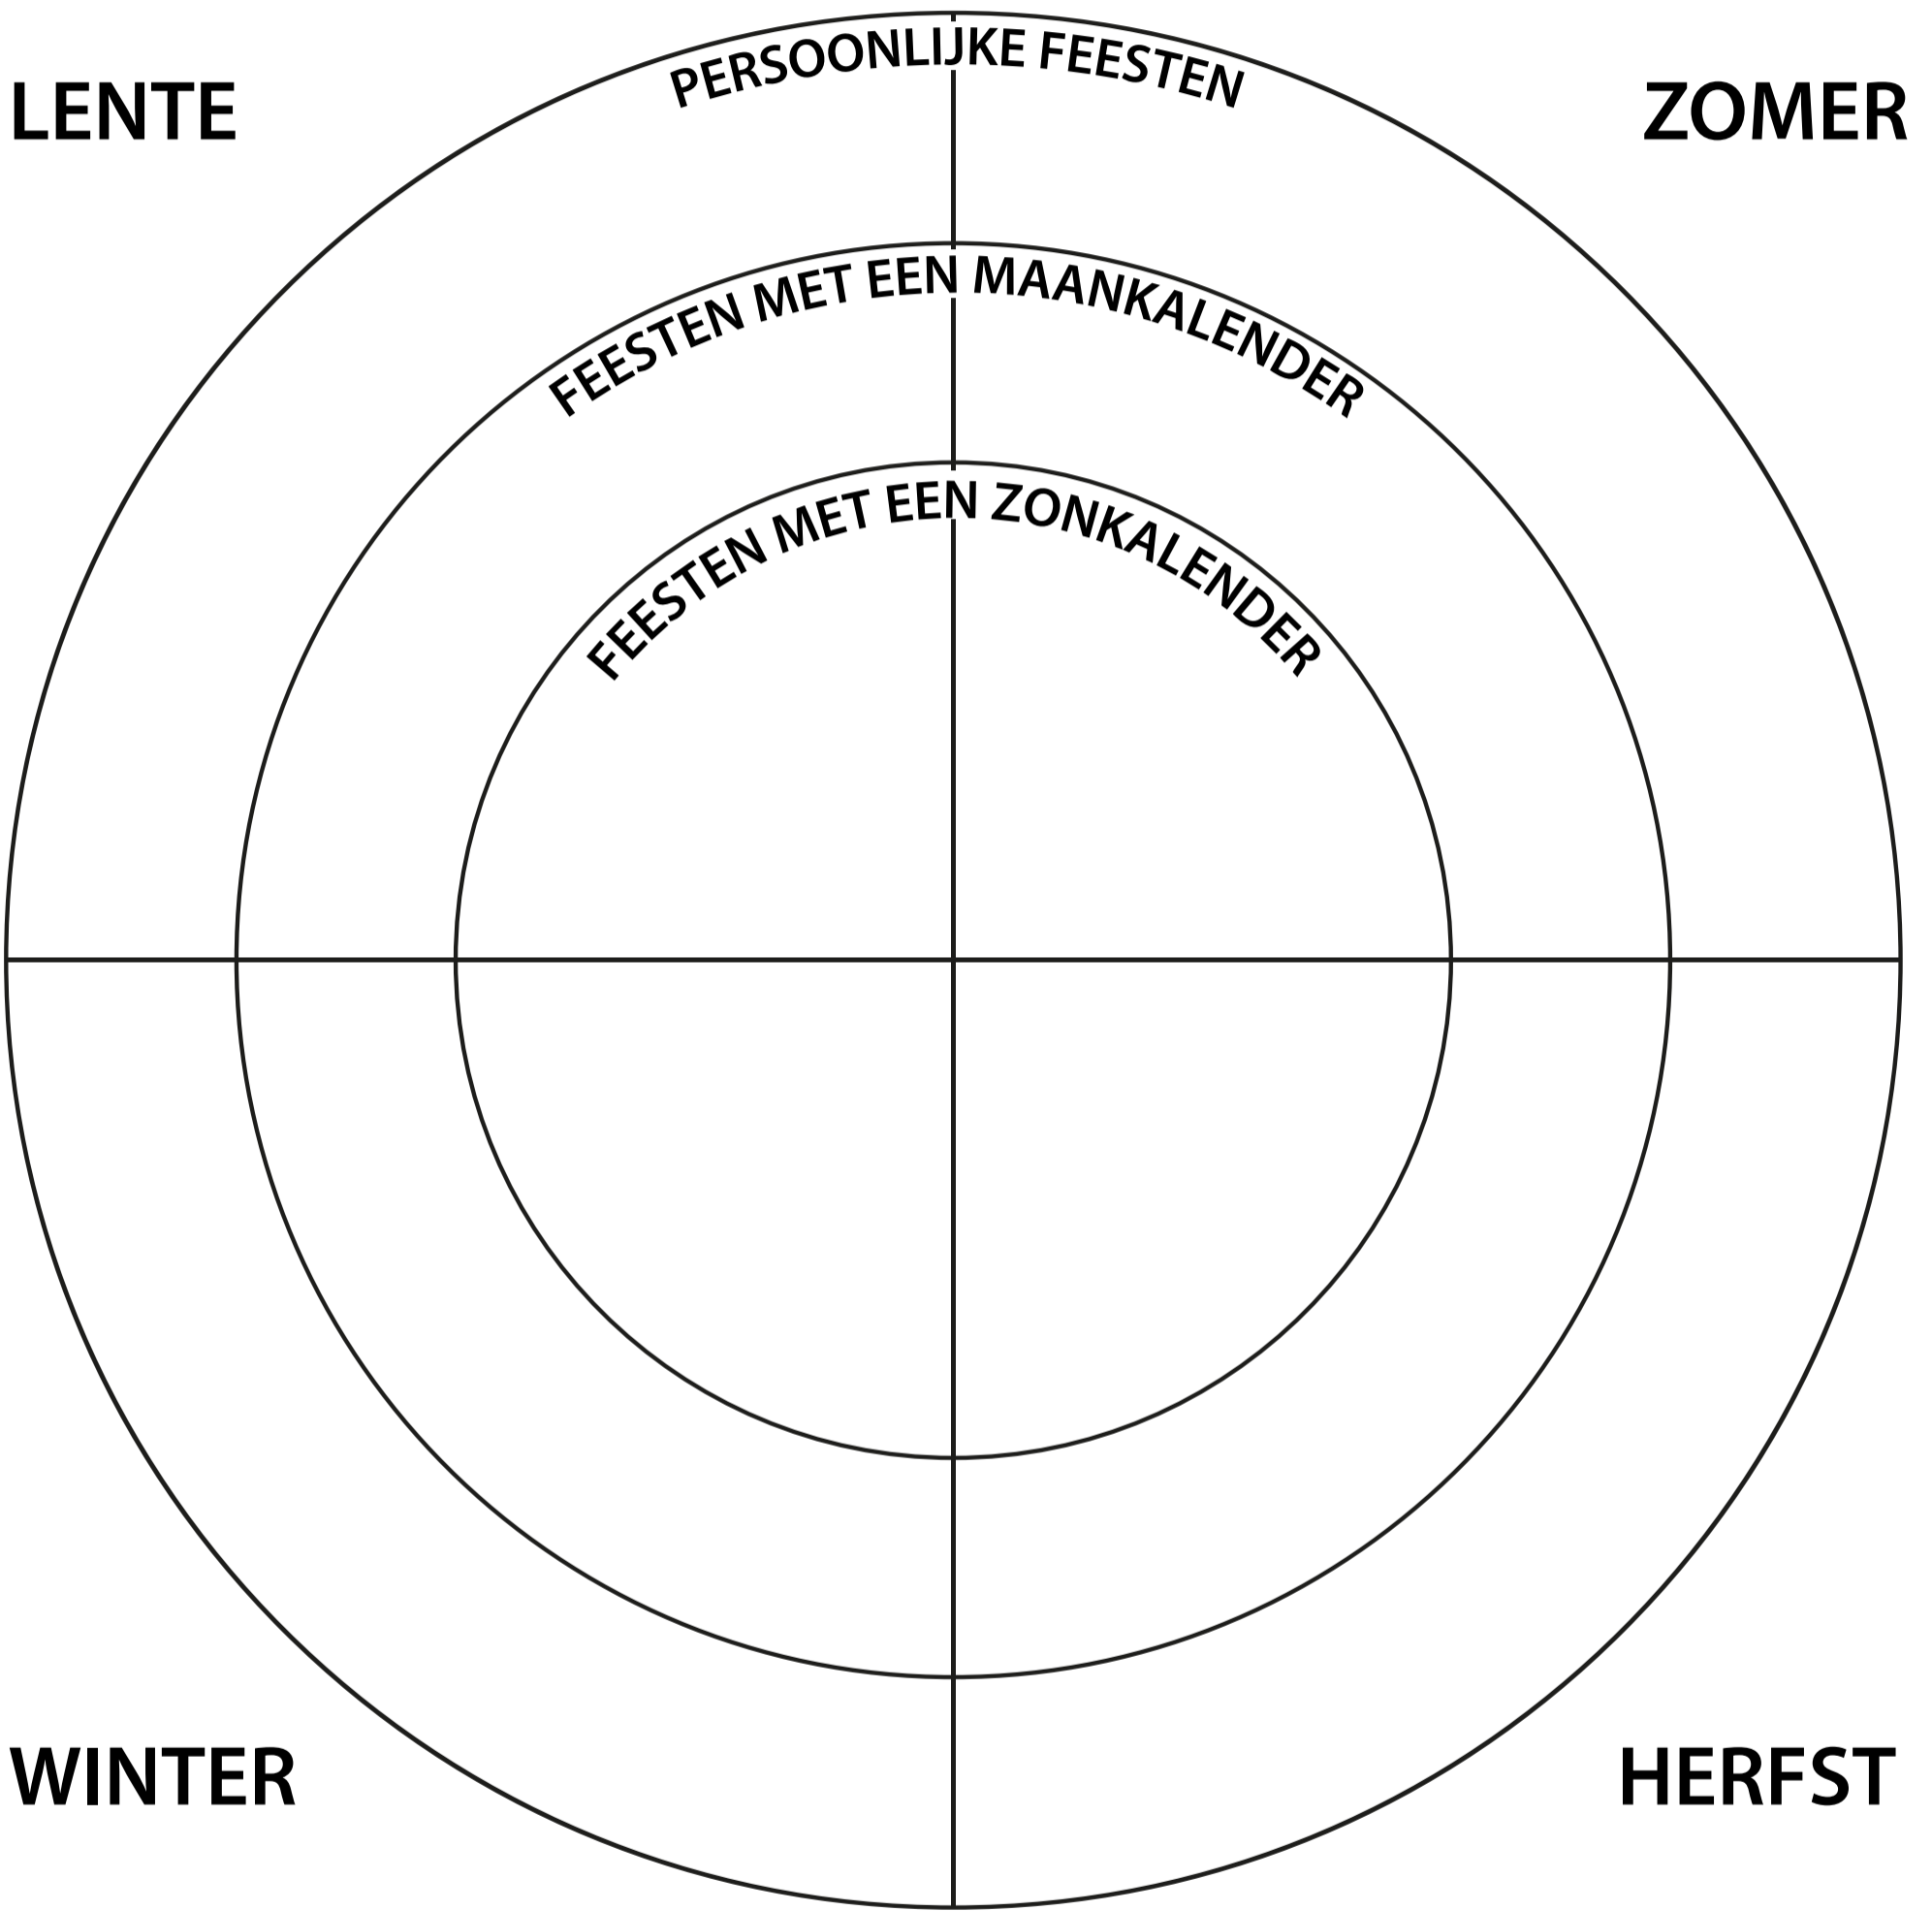 PERSOONLIJKE FEESTEN
LENTE
ZOMER
FEESTEN MET EEN MAANKALENDER
FEESTEN MET EEN ZONKALENDER
WINTER
HERFST